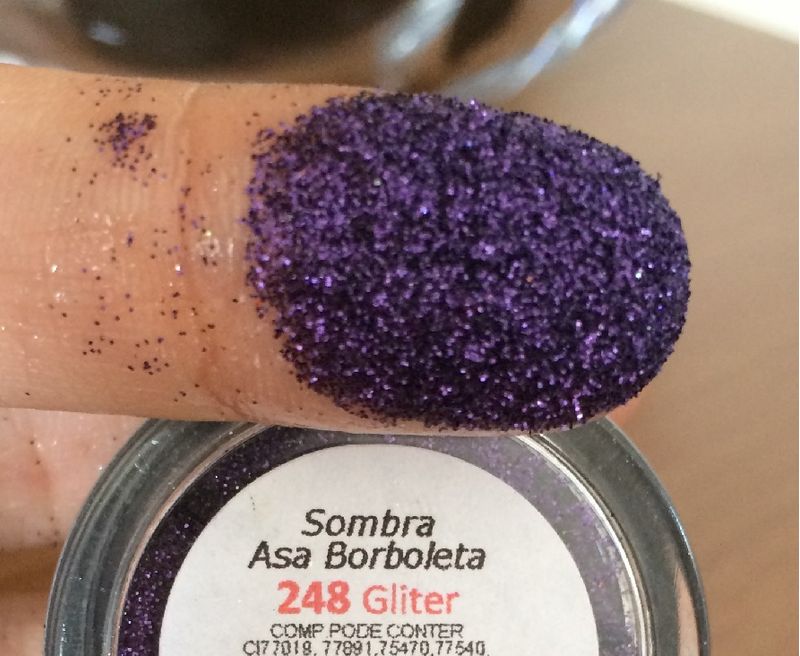 Sombra
Asa Borboleta
248 Gliter
COMP PODE CONTER
CI77019, 77891,75470,77540,